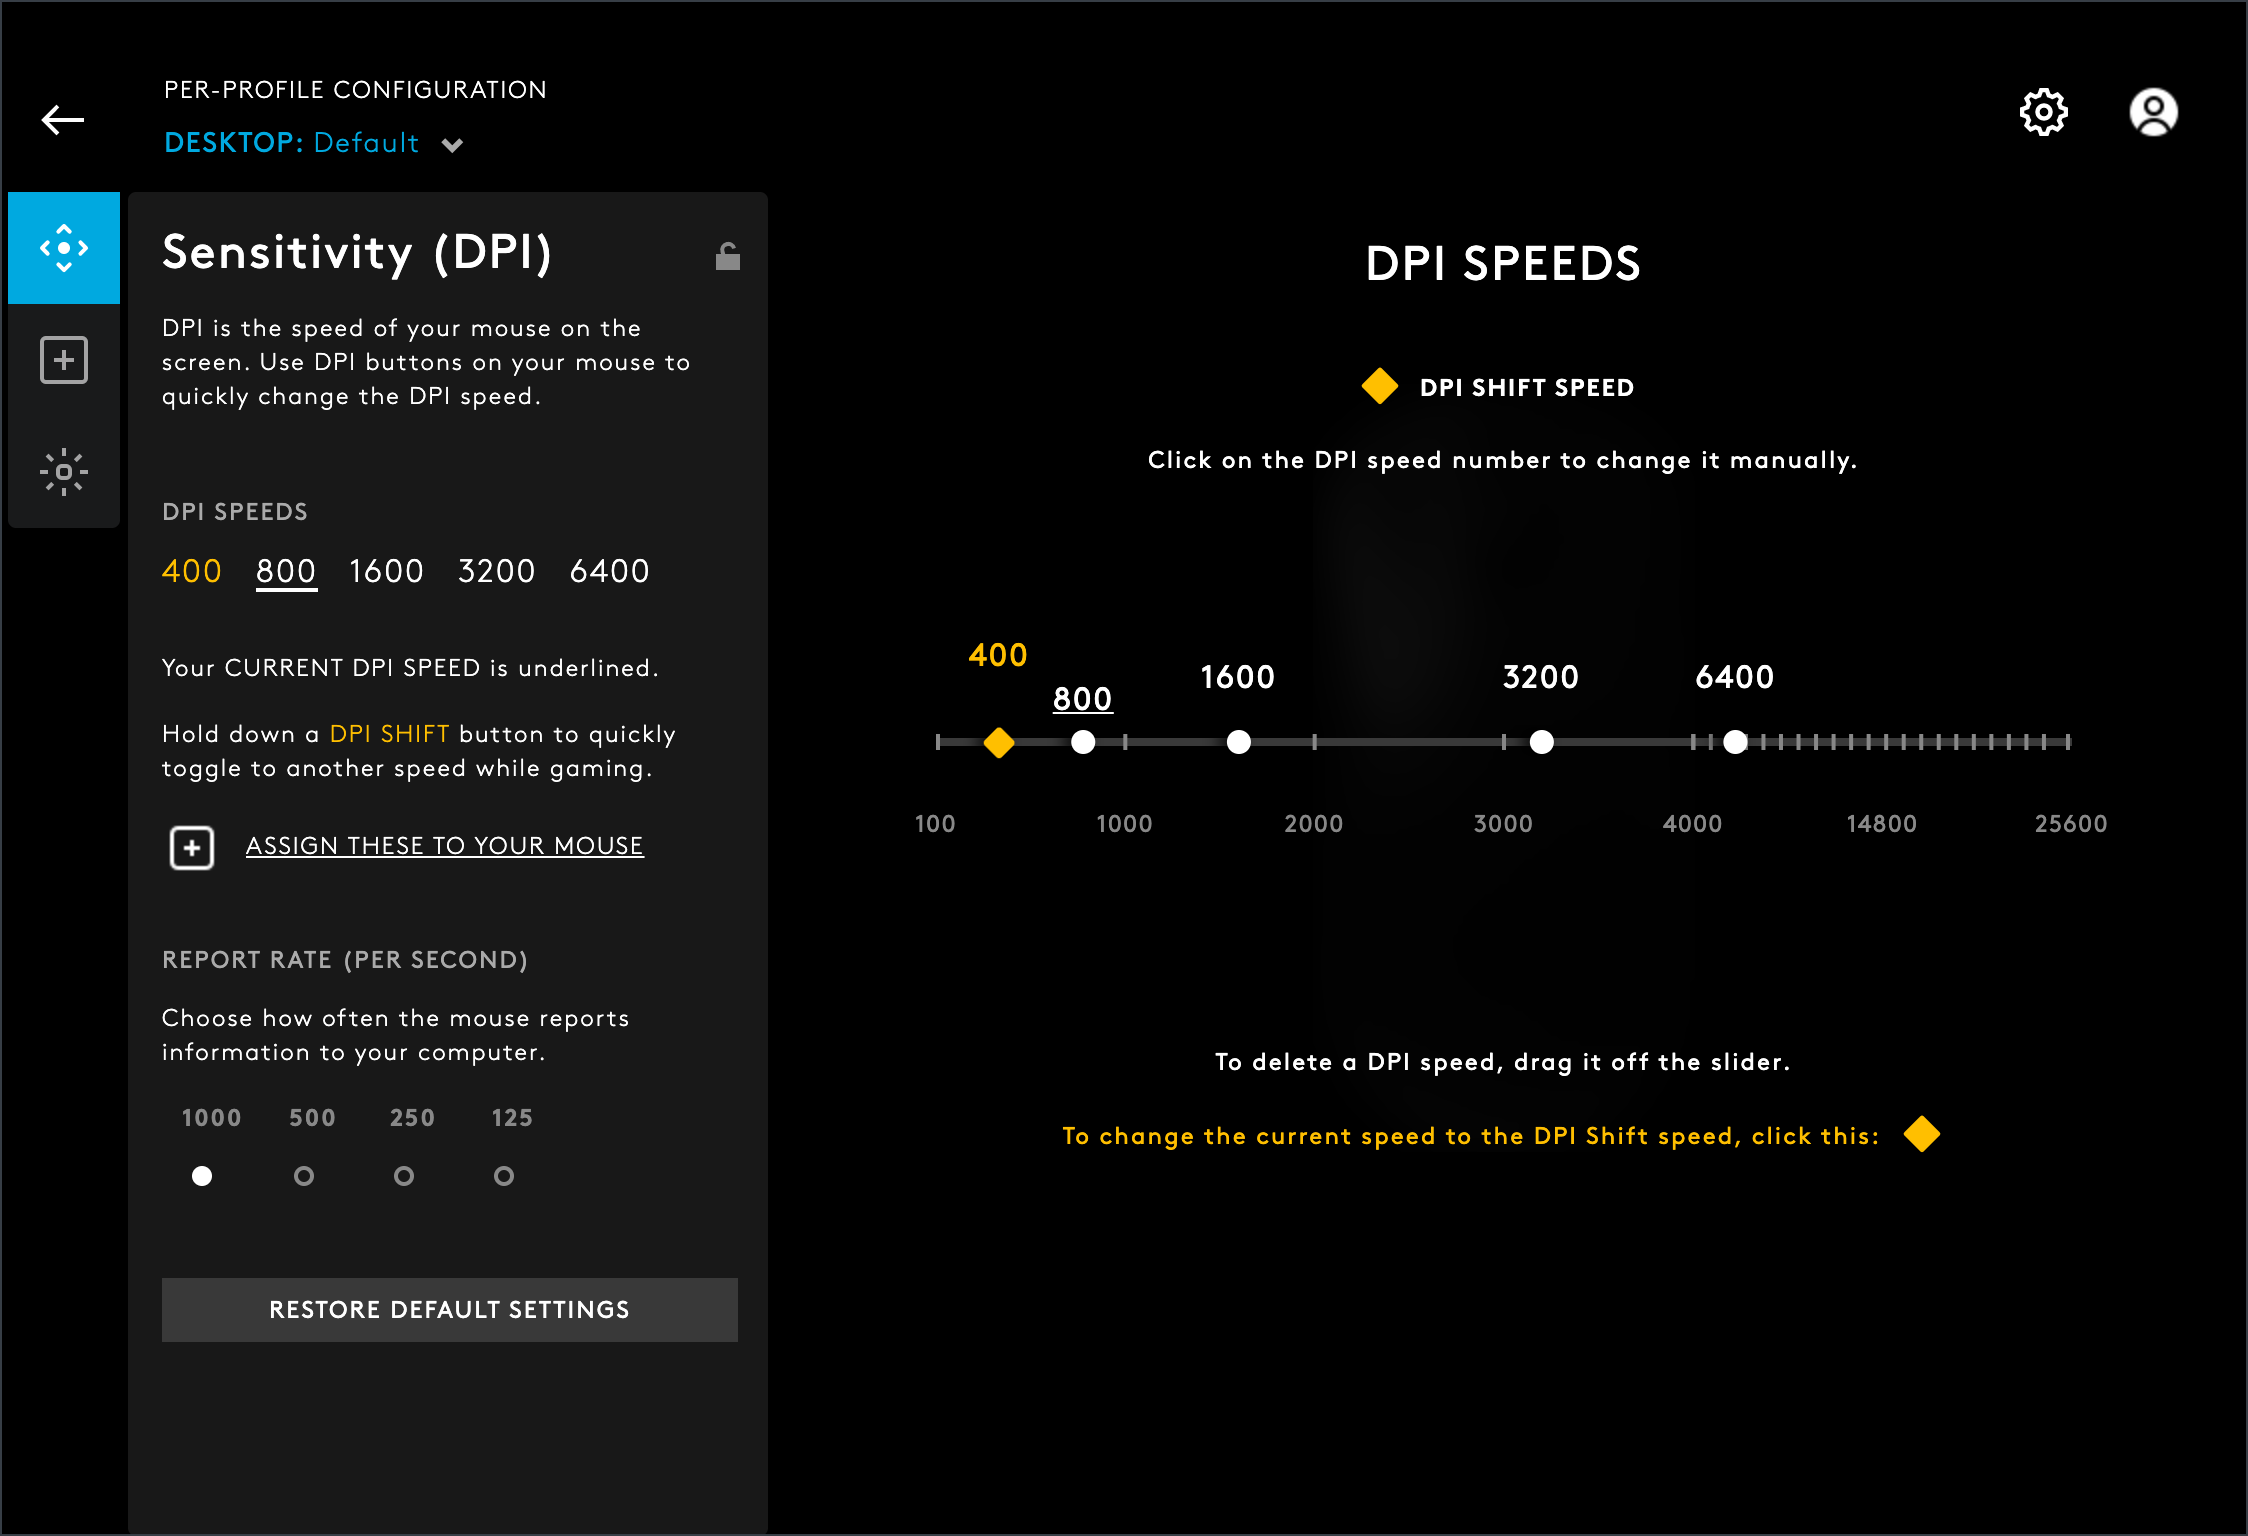 PER-PROFILE CONFIGURATION
DESKTOP: Default
Sensitivity (DPI)
DPI is the speed of your mouse on the
screen. Use DPI buttons on your mouse to
quickly change the DPI speed.
DPI SPEEDS
400 800 1600 3200 6400
Your CURRENT DPI SPEED is underlined.
Hold down a DPI SHIFT button to quickly
toggle to another speed while gaming.
ASSIGN THESE TO YOUR MOUSE
REPORT RATE (PER SECOND)
Choose how often the mouse reports
information to your computer.
1000 500 250 125
RESTORE DEFAULT SETTINGS
DPI SPEEDS
DPI SHIFT SPEED
Click on the DPI speed number to change it manually.
400 800 1600 3200 6400
100 1000 2000 3000 4000 14800 25600
To delete a DPI speed, drag it off the slider.
To change the current speed to the DPI Shift speed, click this: